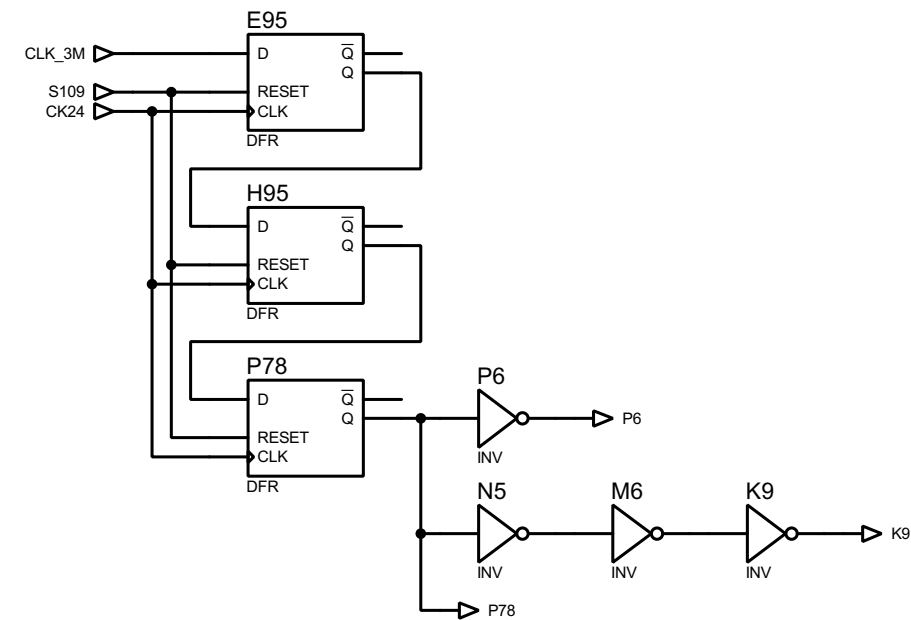 E95
CLK_3M
D
Q
Q
S109
RESET
CK24
CLK
DFR
H95
D
Q
Q
RESET
CLK
DFR
P78
D
Q
Q
RESET
CLK
DFR
P6
P6
INV
N5
M6
K9
K9
INV
INV
INV
P78